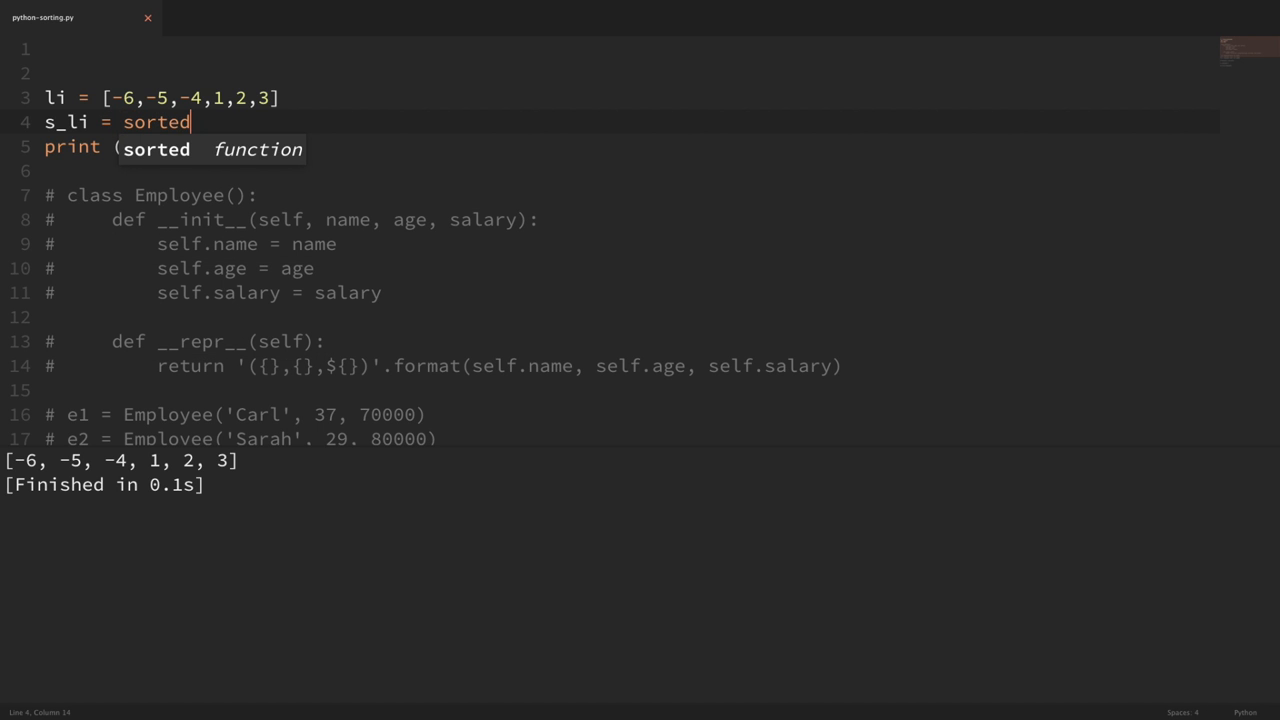 python-sorting.py ×
1
2
3 li = [-6,-5,-4,1,2,3]
4 s_li = sorted
5 print (
sorted function
6
7 # class Employee():
8 #     def __init__(self, name, age, salary):
9 #         self.name = name
10 #         self.age = age
11 #         self.salary = salary
12
13 #     def __repr__(self):
14 #         return '({},{},${})'.format(self.name, self.age, self.salary)
15
16 # e1 = Employee('Carl', 37, 70000)
17 # e2 = Employee('Sarah', 29, 80000)
[-6, -5, -4, 1, 2, 3]
[Finished in 0.1s]
Line 4, Column 14
Spaces: 4
Python